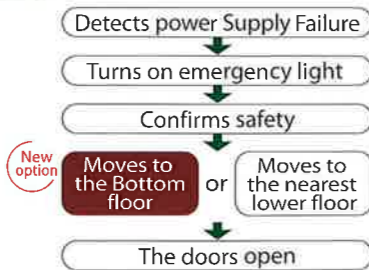 Detects power Supply Failure
Turns on emergency light
Confirms safety
New
option
Moves to
the Bottom
floor
or
Moves to
the nearest
lower floor
The doors open